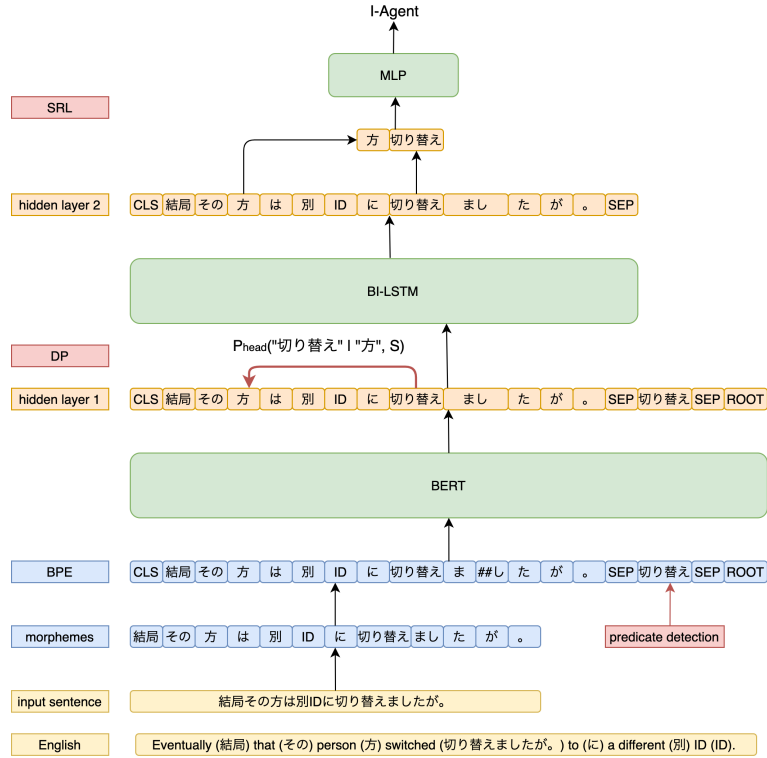 I-Agent
MLP
SRL
方 切り替え
hidden layer 2 CLS 結局 その 方 は 別 ID に 切り替え まし た が 。 SEP
BI-LSTM
Phead("切り替え" | "方", S)
DP
hidden layer 1 CLS 結局 その 方 は 別 ID に 切り替え まし た が 。 SEP 切り替え SEP ROOT
BERT
BPE CLS 結局 その 方 は 別 ID に 切り替え ま ##し た が 。 SEP 切り替え SEP ROOT
morphemes 結局 その 方 は 別 ID に 切り替え まし た が 。 predicate detection
input sentence 結局その方は別IDに切り替えましたが。
English Eventually (結局) that (その) person (方) switched (切り替えましたが。) to (に) a different (別) ID (ID).